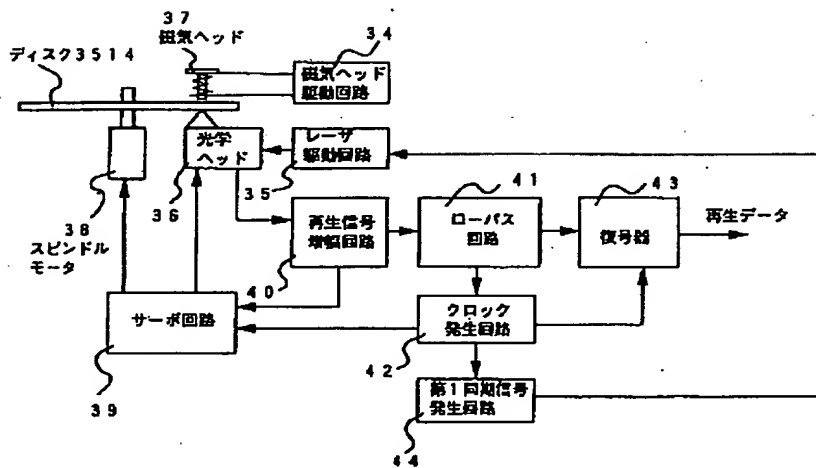 37
磁気ヘッド
34
ディスク3514
磁気ヘッド
駆動回路
光学
ヘッド
レーザ
駆動回路
35
36
38
スピンドル
モータ
41
43
再生信号
増幅回路
ローパス
回路
復号器
再生データ
40
サーボ回路
クロック
発生回路
42
39
第1同期信号
発生回路
44